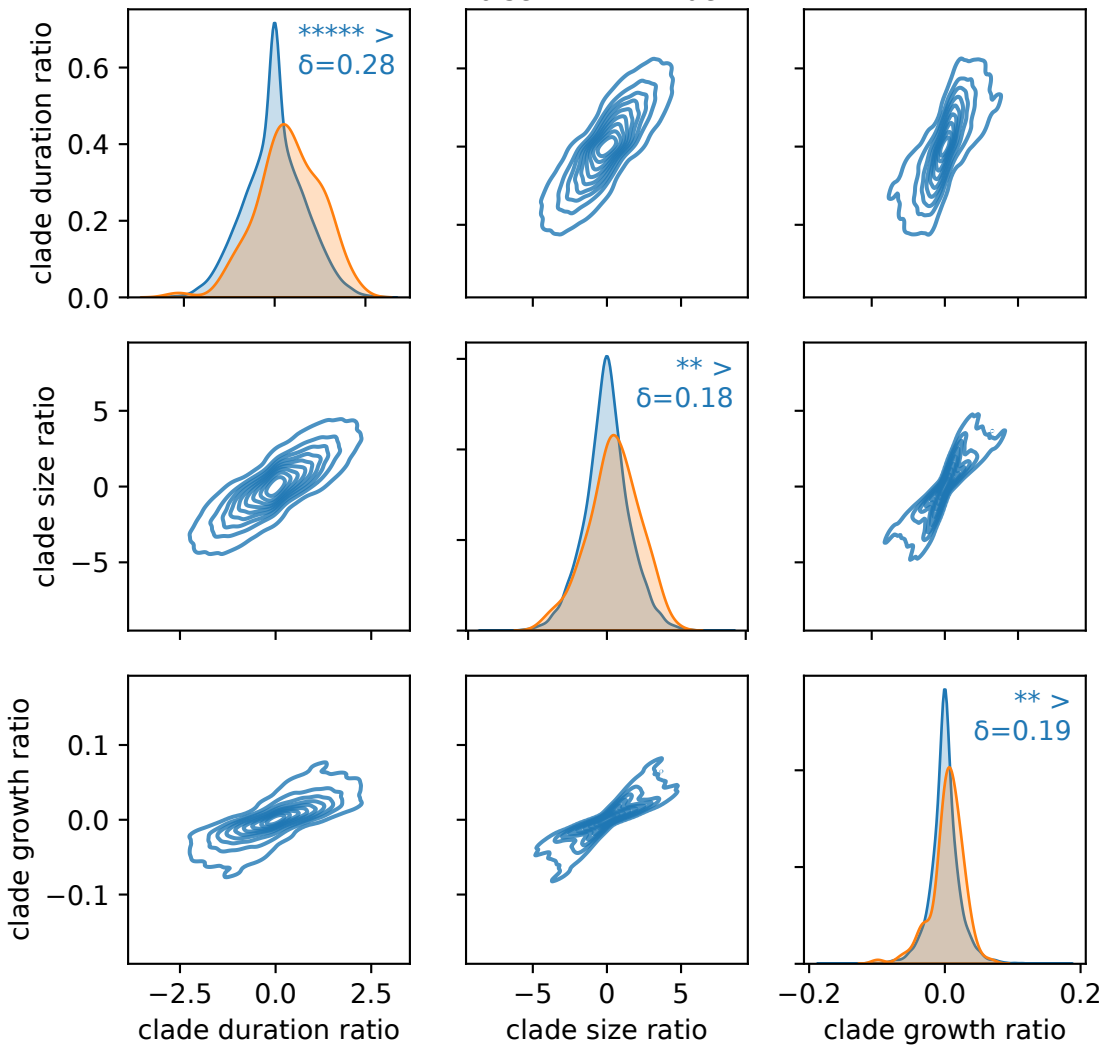 ***** >
δ=0.28
clade duration ratio
0.6
0.4
0.2
0.0
** >
δ=0.18
clade size ratio
5
0
−5
** >
δ=0.19
clade growth ratio
0.1
0.0
−0.1
−2.5 0.0 2.5
−5 0 5
−0.2 0.0 0.2
clade duration ratio
clade size ratio
clade growth ratio